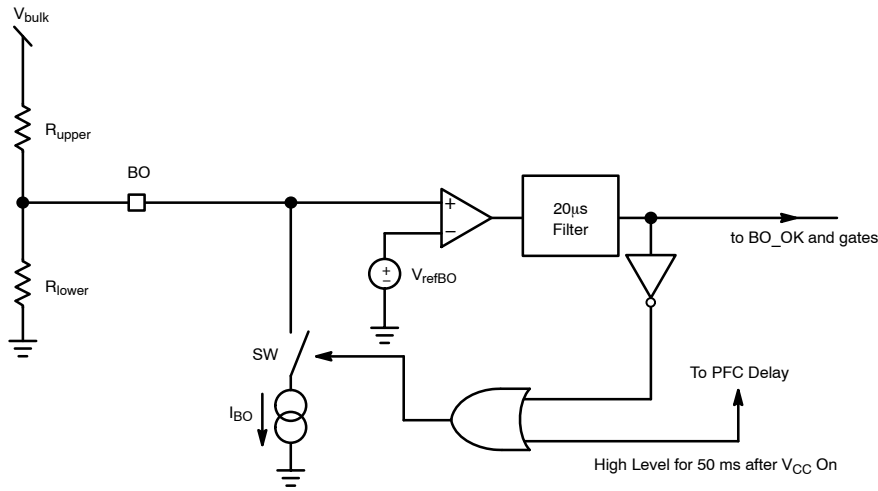 Vbulk
Rupper
BO
+
−
20μs
Filter
to BO_OK and gates
Rlower
+
−
VrefBO
SW
To PFC Delay
IBO
High Level for 50 ms after VCC On